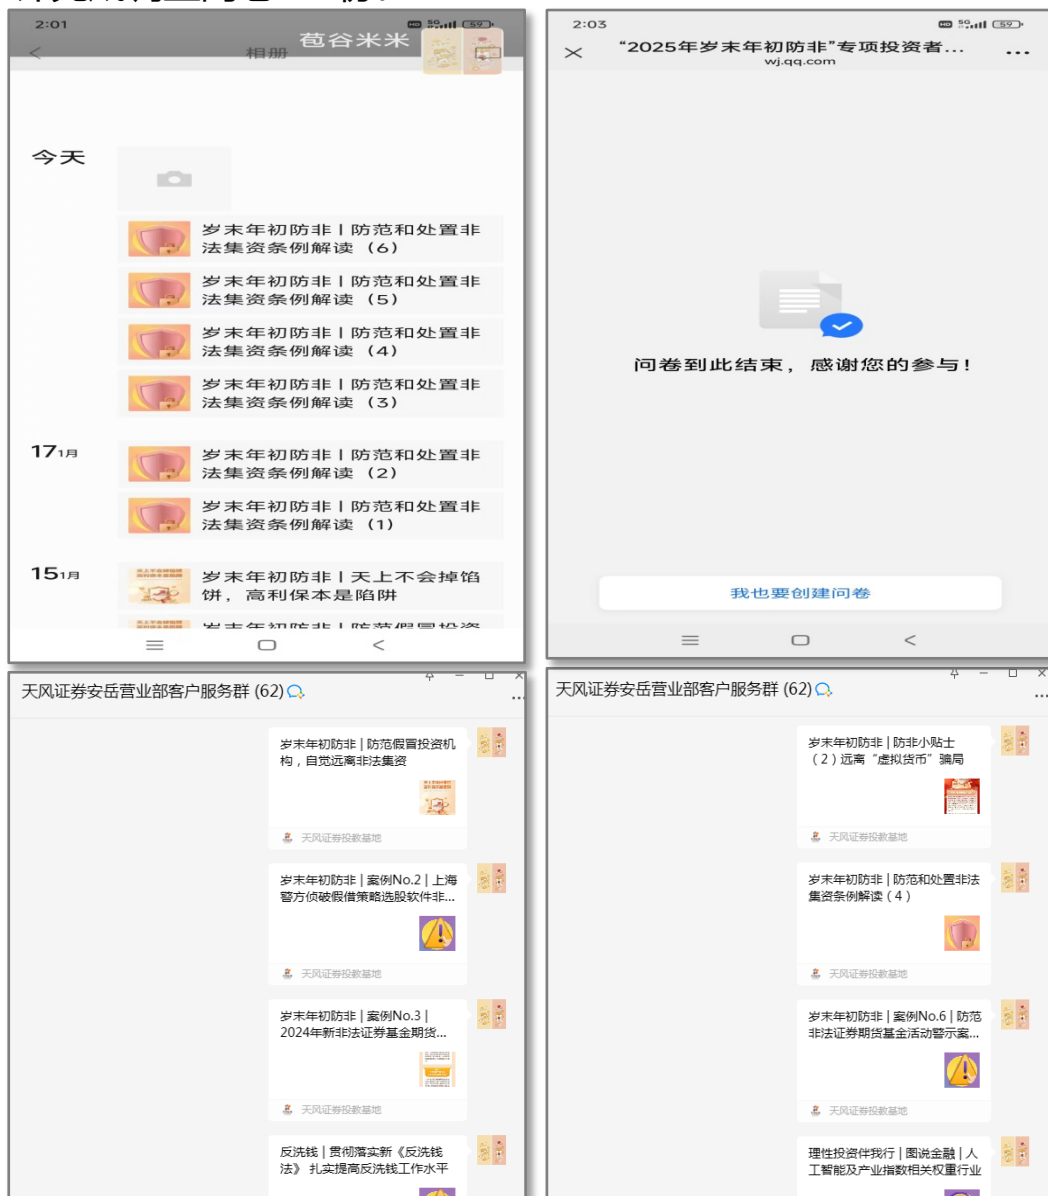 2:01
苞谷米米
相册
今天
岁末年初防非丨防范和处置非
法集资条例解读（6）
岁末年初防非丨防范和处置非
法集资条例解读（5）
岁末年初防非丨防范和处置非
法集资条例解读（4）
岁末年初防非丨防范和处置非
法集资条例解读（3）
17 1月
岁末年初防非丨防范和处置非
法集资条例解读（2）
岁末年初防非丨防范和处置非
法集资条例解读（1）
15 1月
岁末年初防非丨天上不会掉馅
饼，高利保本是陷阱
2:03
HD 5G 59
“2025年岁末年初防非”专项投资者...
wj.qq.com
问卷到此结束，感谢您的参与！
我也要创建问卷
天风证券安岳营业部客户服务群 (62)
岁末年初防非 | 防范假冒投资机
构，自觉远离非法集资
天风证券投教基地
岁末年初防非 | 案例No.2 | 上海
警方侦破假借策略选股软件非...
天风证券投教基地
岁末年初防非 | 案例No.3 |
2024年新非法证券基金期货...
天风证券投教基地
反洗钱 | 贯彻落实新《反洗钱
法》 扎实提高反洗钱工作水平
天风证券安岳营业部客户服务群 (62)
岁末年初防非 | 防非小贴士
（2）远离“虚拟货币”骗局
天风证券投教基地
岁末年初防非 | 防范和处置非法
集资条例解读（4）
天风证券投教基地
岁末年初防非 | 案例No.6 | 防范
非法证券期货基金活动警示案...
天风证券投教基地
理性投资伴我行 | 图说金融 | 人
工智能及产业指数相关权重行业